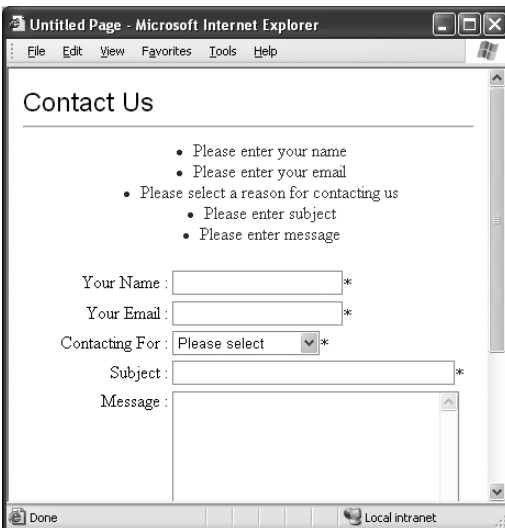 Untitled Page - Microsoft Internet Explorer
File Edit View Favorites Tools Help
Contact Us
• Please enter your name
• Please enter your email
• Please select a reason for contacting us
• Please enter subject
• Please enter message
Your Name : *
Your Email : *
Contacting For : Please select *
Subject : *
Message :
Done Local intranet